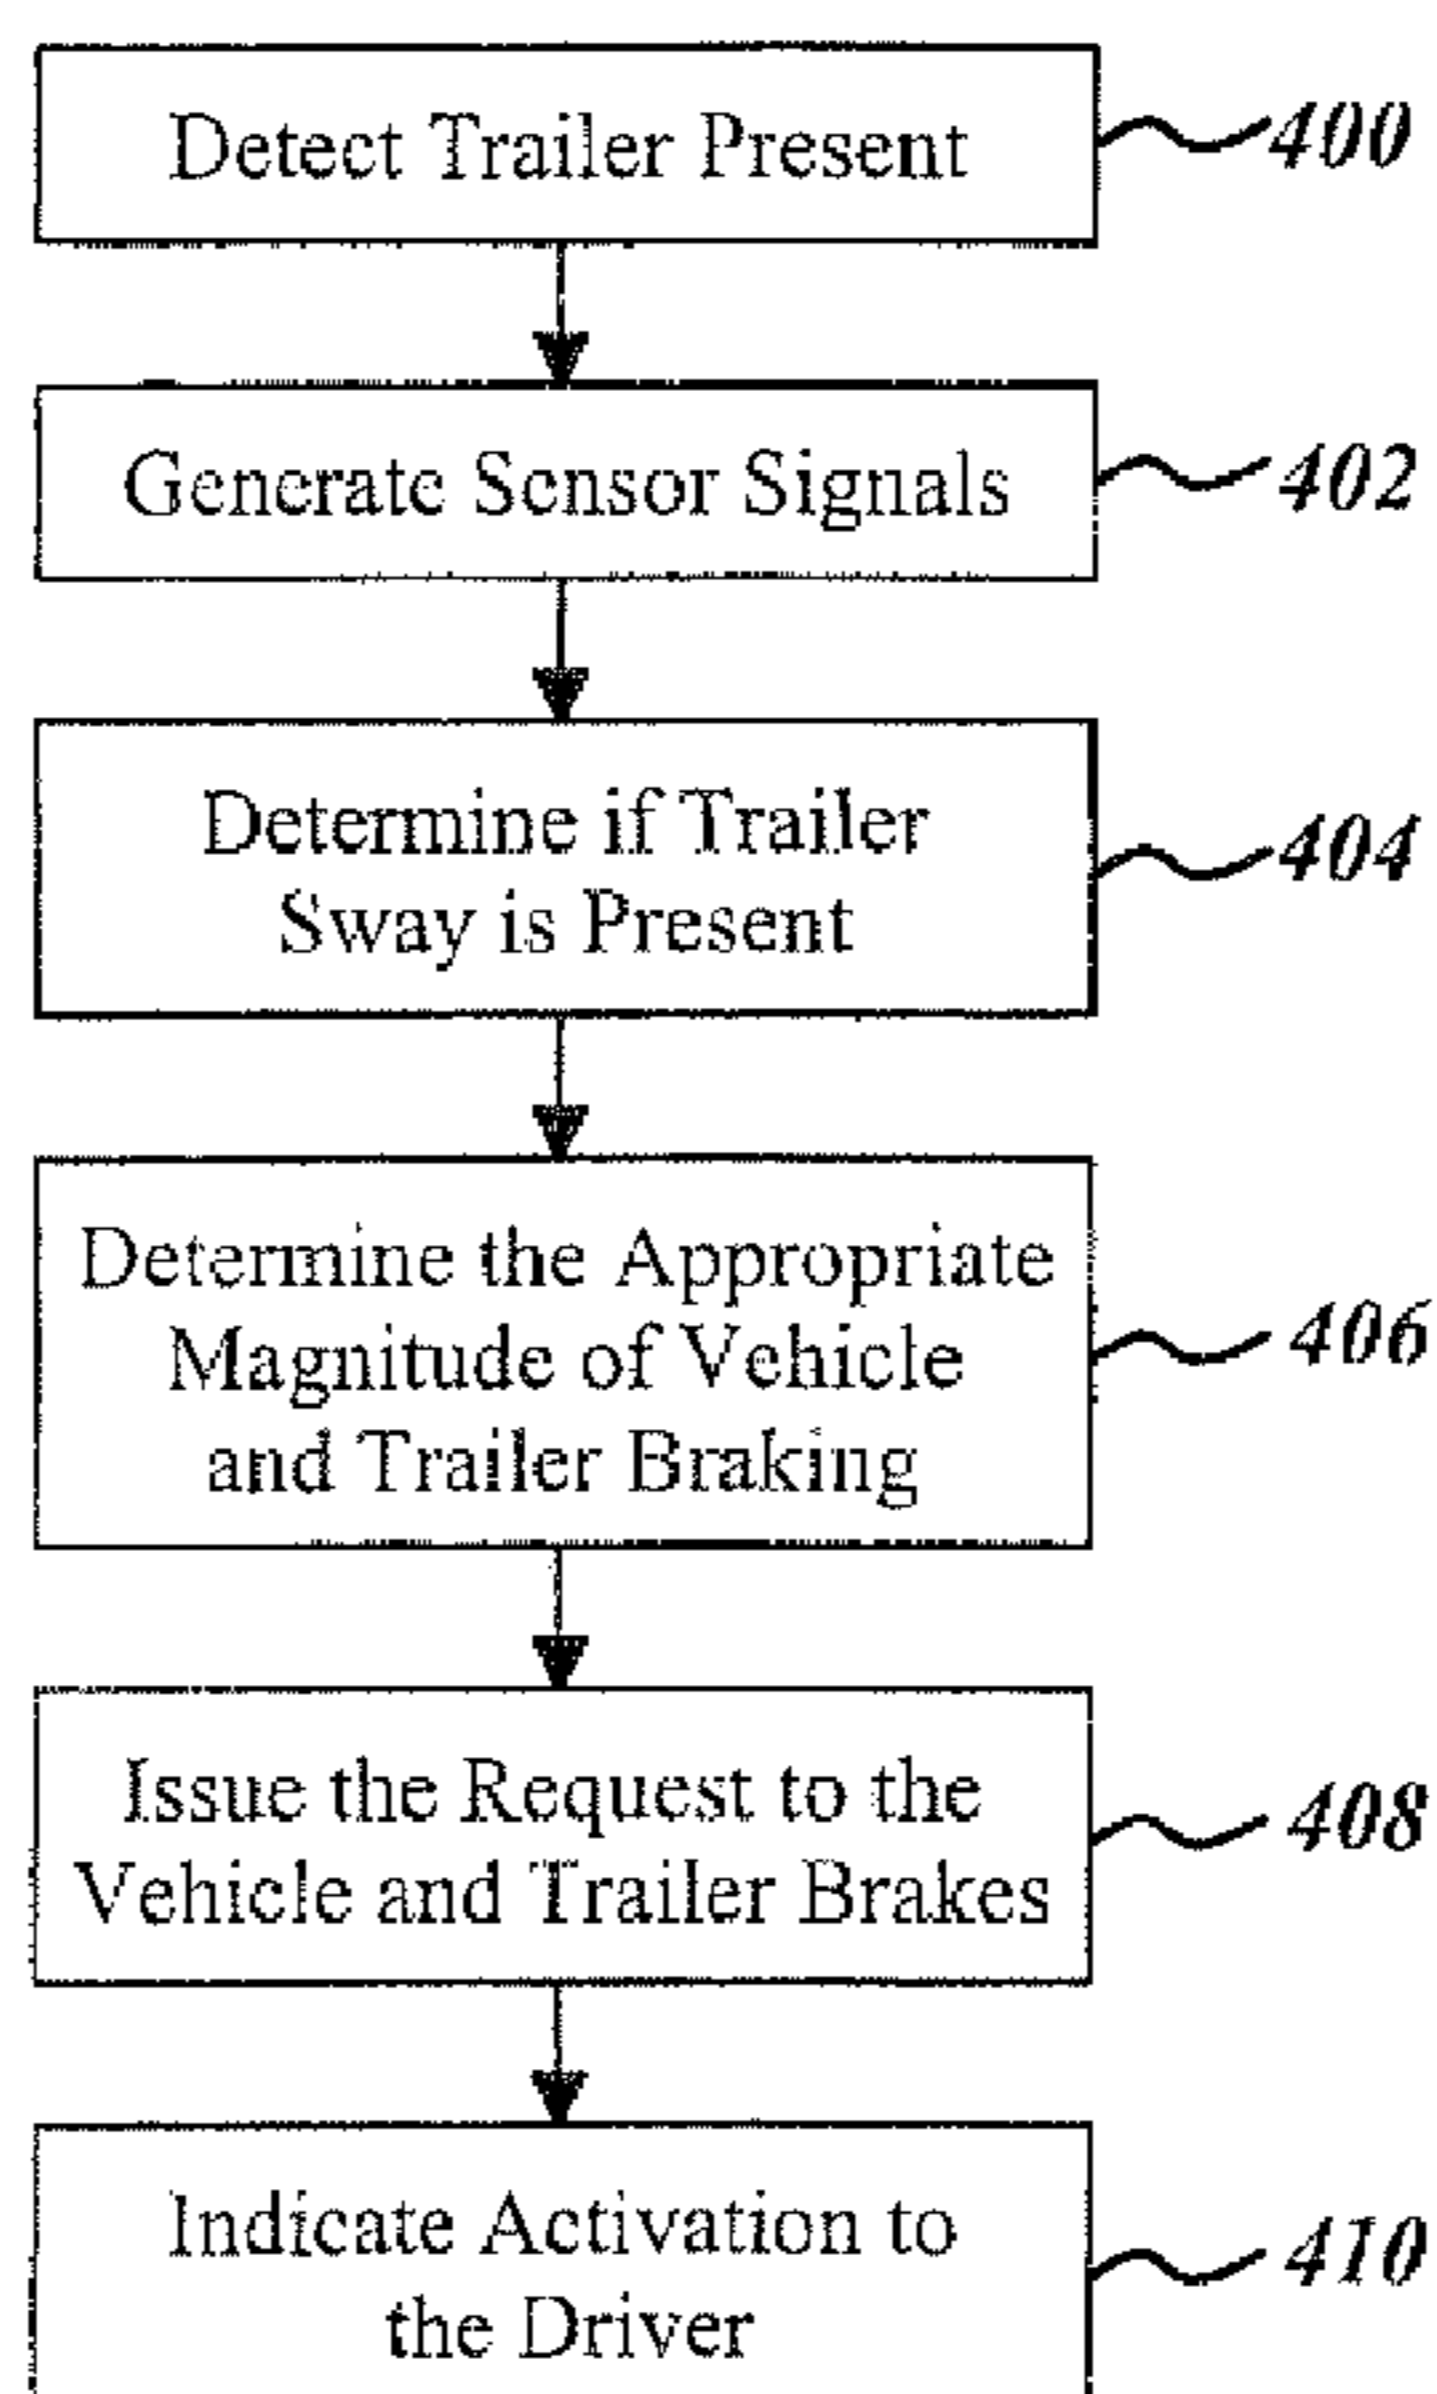 Detect Trailer Present
400
Generate Sensor Signals
402
Determine if Trailer
Sway is Present
404
Determine the Appropriate
Magnitude of Vehicle
and Trailer Braking
406
Issue the Request to the
Vehicle and Trailer Brakes
408
Indicate Activation to
the Driver
410